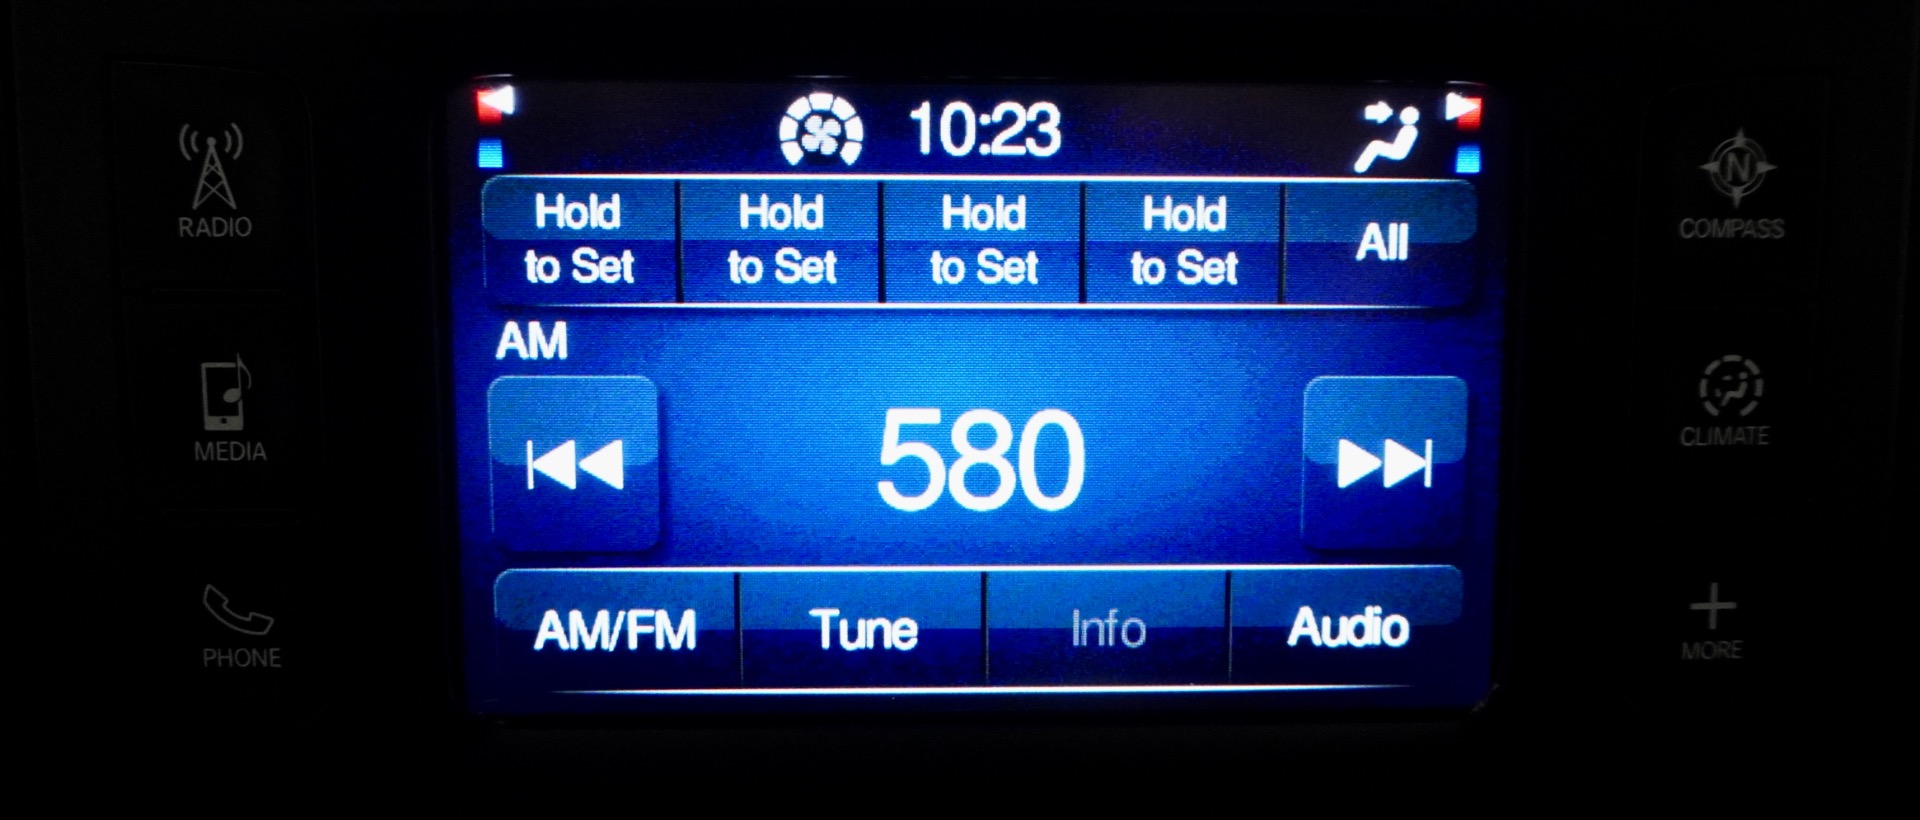 10:23
Hold to Set
Hold to Set
Hold to Set
Hold to Set
All
AM
580
AM/FM
Tune
Info
Audio
RADIO
MEDIA
PHONE
N
COMPASS
CLIMATE
MORE